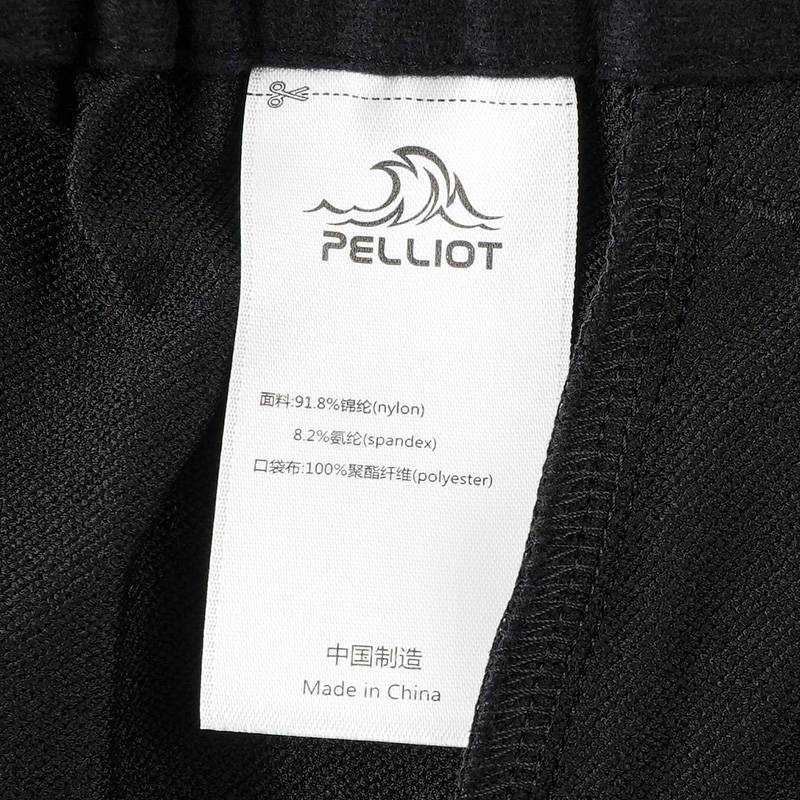 PELLIOT
面料:91.8%锦纶(nylon)
8.2%氨纶(spandex)
口袋布:100%聚酯纤维(polyester)
中国制造
Made in China